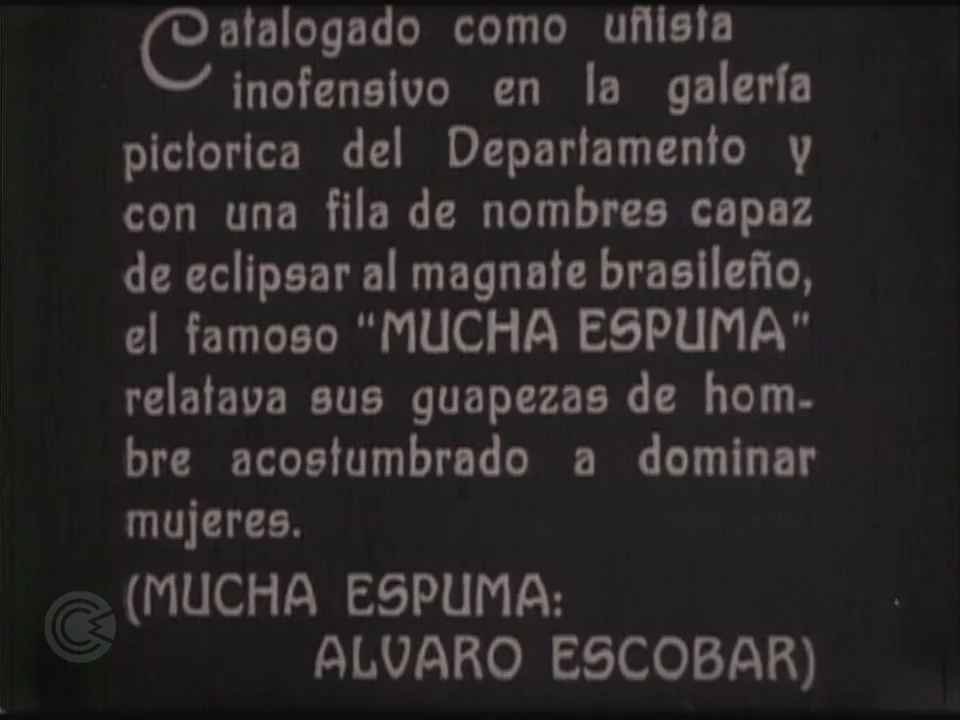 Catalogado como uñista
inofensivo en la galería
pictorica del Departamento y
con una fila de nombres capaz
de eclipsar al magnate brasileño,
el famoso "MUCHA ESPUMA"
relatava sus guapezas de hom-
bre acostumbrado a dominar
mujeres.
(MUCHA ESPUMA:
ALVARO ESCOBAR)